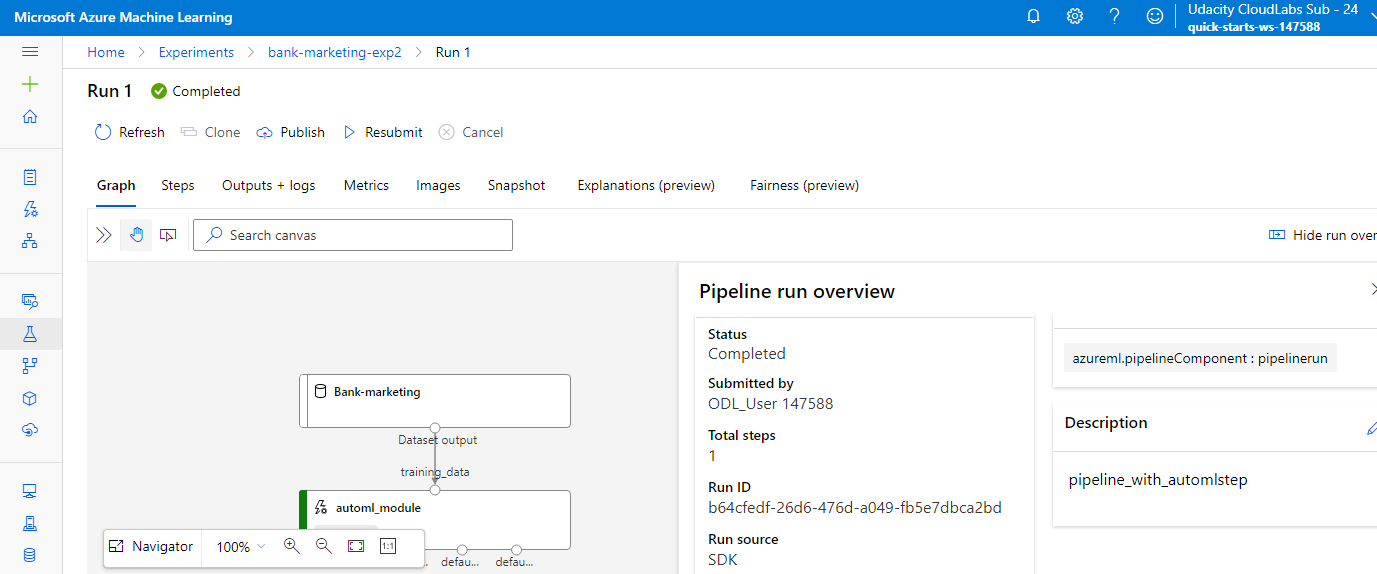 Microsoft Azure Machine Learning
Udacity CloudLabs Sub - 24
quick-starts-ws-147588
Home > Experiments > bank-marketing-exp2 > Run 1
Run 1 Completed
Refresh Clone Publish Resubmit Cancel
Graph Steps Outputs + logs Metrics Images Snapshot Explanations (preview) Fairness (preview)
Search canvas
Hide run over
Pipeline run overview
Status
Completed
Submitted by
ODL_User 147588
Total steps
1
Run ID
b64cfedf-26d6-476d-a049-fb5e7dbca2bd
Run source
SDK
azureml.pipelineComponent : pipelinerun
Description
pipeline_with_automlstep
Bank-marketing
Dataset output
training_data
automl_module
defau...
defau...
Navigator 100% 1:1